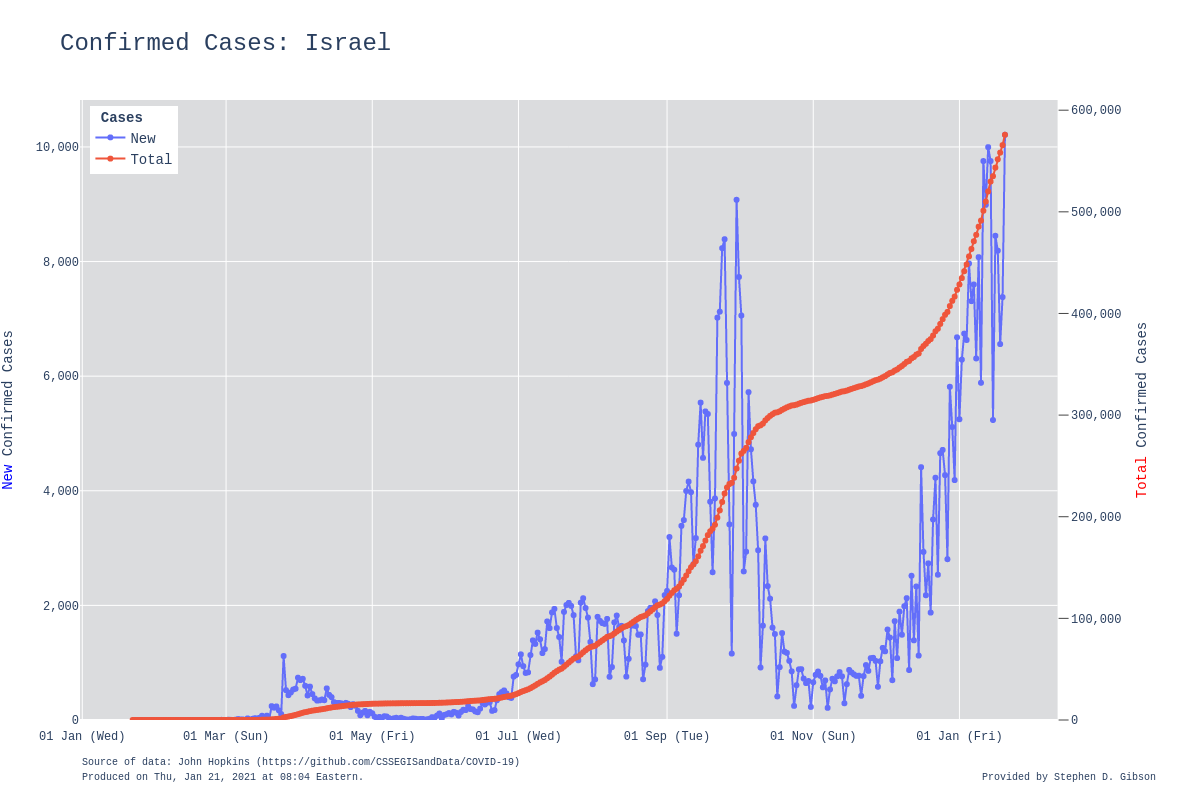 Confirmed Cases: Israel
Cases
New
Total
10,000
8,000
6,000
4,000
2,000
0
New Confirmed Cases
600,000
500,000
400,000
300,000
200,000
100,000
0
Total Confirmed Cases
01 Jan (Wed)
01 Mar (Sun)
01 May (Fri)
01 Jul (Wed)
01 Sep (Tue)
01 Nov (Sun)
01 Jan (Fri)
Source of data: John Hopkins (https://github.com/CSSEGISandData/COVID-19)
Produced on Thu, Jan 21, 2021 at 08:04 Eastern.
Provided by Stephen D. Gibson